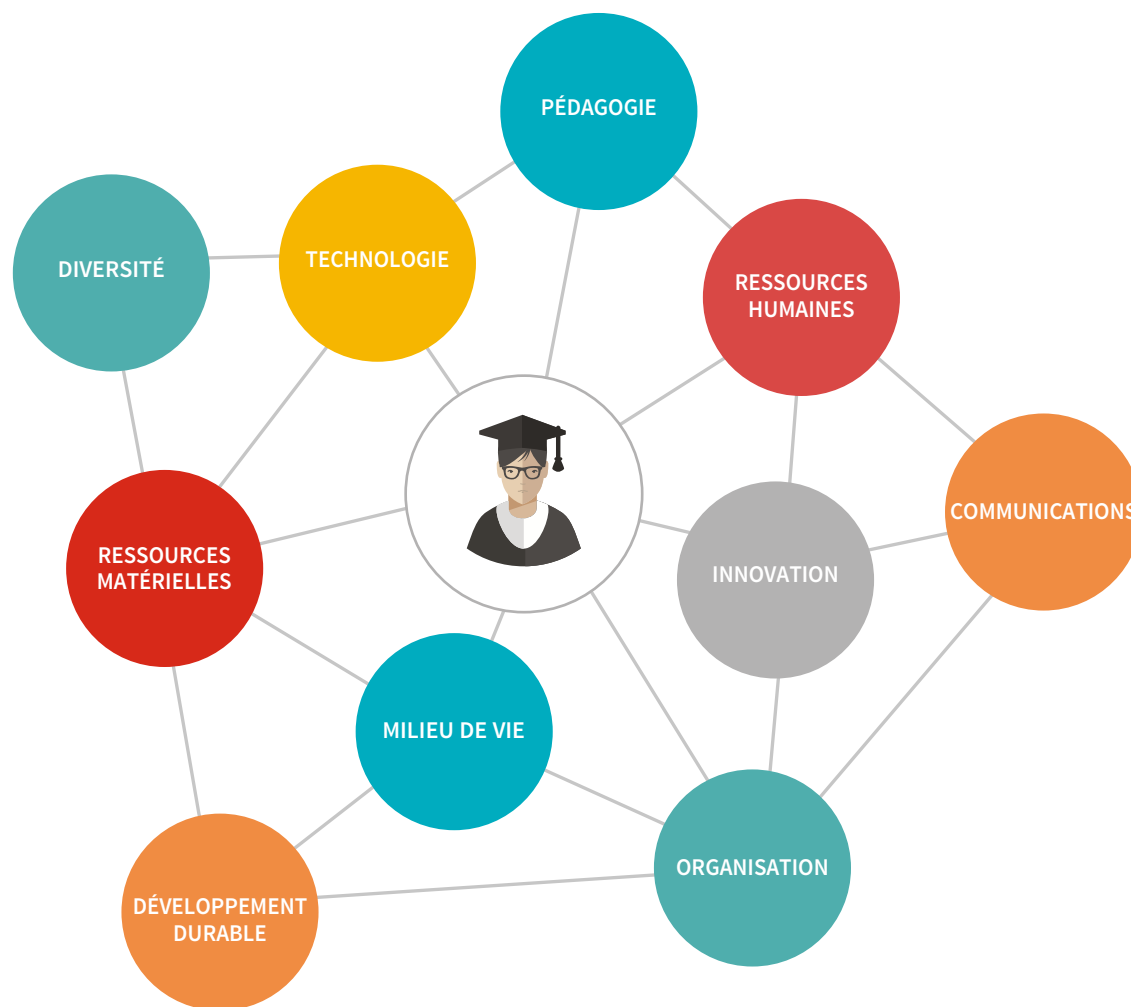 PÉDAGOGIE
DIVERSITÉ
TECHNOLOGIE
RESSOURCES
HUMAINES
COMMUNICATIONS
RESSOURCES
MATÉRIELLES
INNOVATION
MILIEU DE VIE
ORGANISATION
DÉVELOPPEMENT
DURABLE